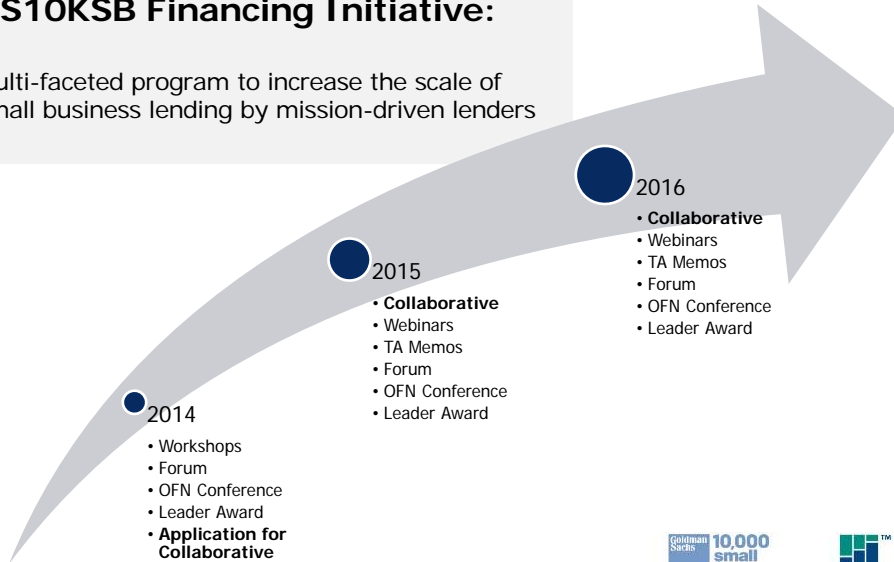 S10KSB Financing Initiative:
ulti-faceted program to increase the scale of
mall business lending by mission-driven lenders
2016
• Collaborative
• Webinars
• TA Memos
• Forum
• OFN Conference
• Leader Award
2015
• Collaborative
• Webinars
• TA Memos
• Forum
• OFN Conference
• Leader Award
2014
• Workshops
• Forum
• OFN Conference
• Leader Award
• Application for
Collaborative
Goldman
Sachs
10,000
small
TM